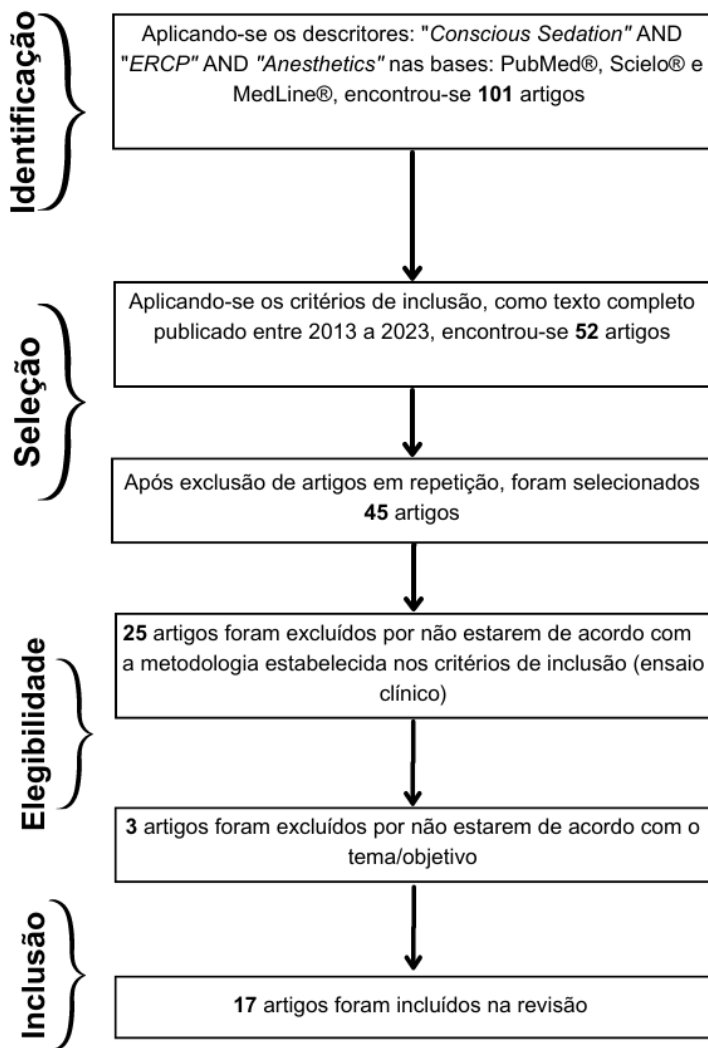 Identificação
Aplicando-se os descritores: "Conscious Sedation" AND
"ERCP" AND "Anesthetics" nas bases: PubMed®, Scielo® e
MedLine®, encontrou-se 101 artigos
Seleção
Aplicando-se os critérios de inclusão, como texto completo
publicado entre 2013 a 2023, encontrou-se 52 artigos
Após exclusão de artigos em repetição, foram selecionados
45 artigos
Elegibilidade
25 artigos foram excluídos por não estarem de acordo com
a metodologia estabelecida nos critérios de inclusão (ensaio
clínico)
3 artigos foram excluídos por não estarem de acordo com o
tema/objetivo
Inclusão
17 artigos foram incluídos na revisão